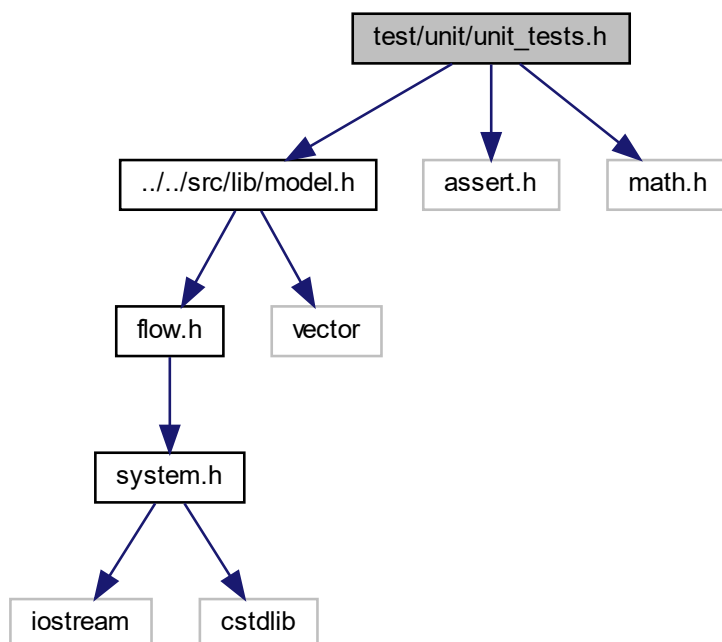 test/unit/unit_tests.h
../../src/lib/model.h
assert.h
math.h
flow.h
vector
system.h
iostream
cstdlib